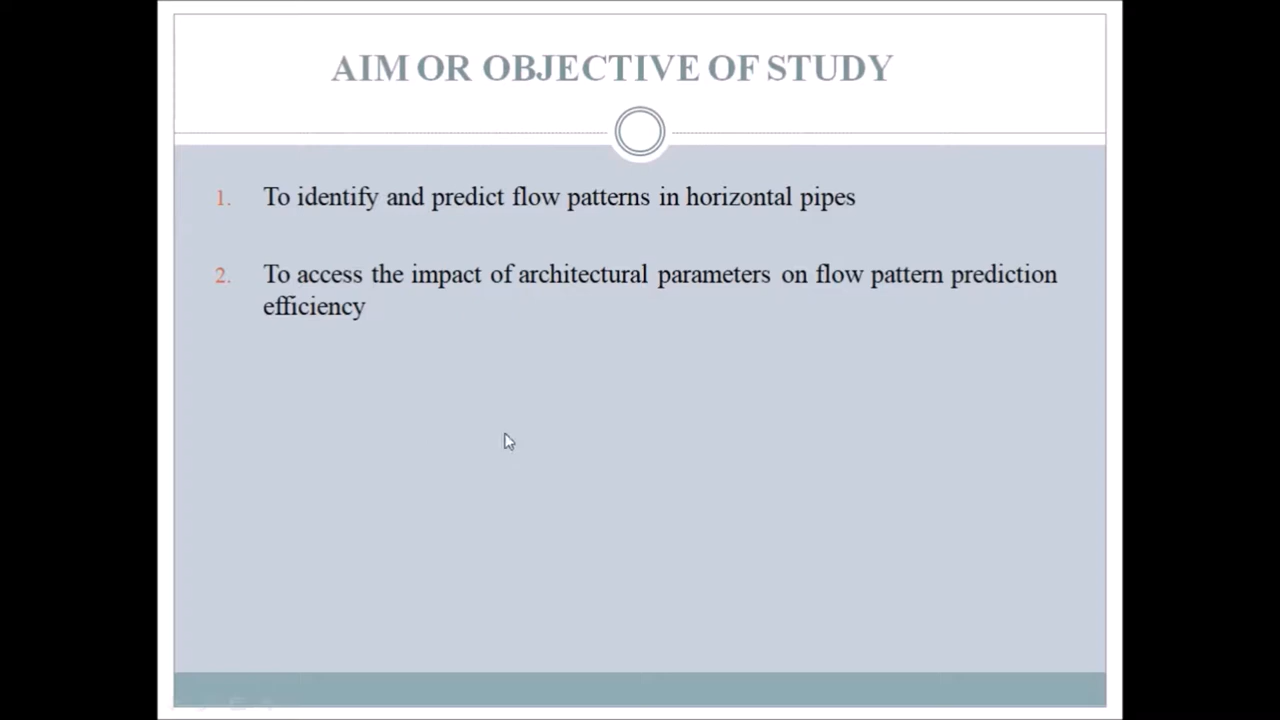 AIM OR OBJECTIVE OF STUDY
1. To identify and predict flow patterns in horizontal pipes
2. To access the impact of architectural parameters on flow pattern prediction
efficiency